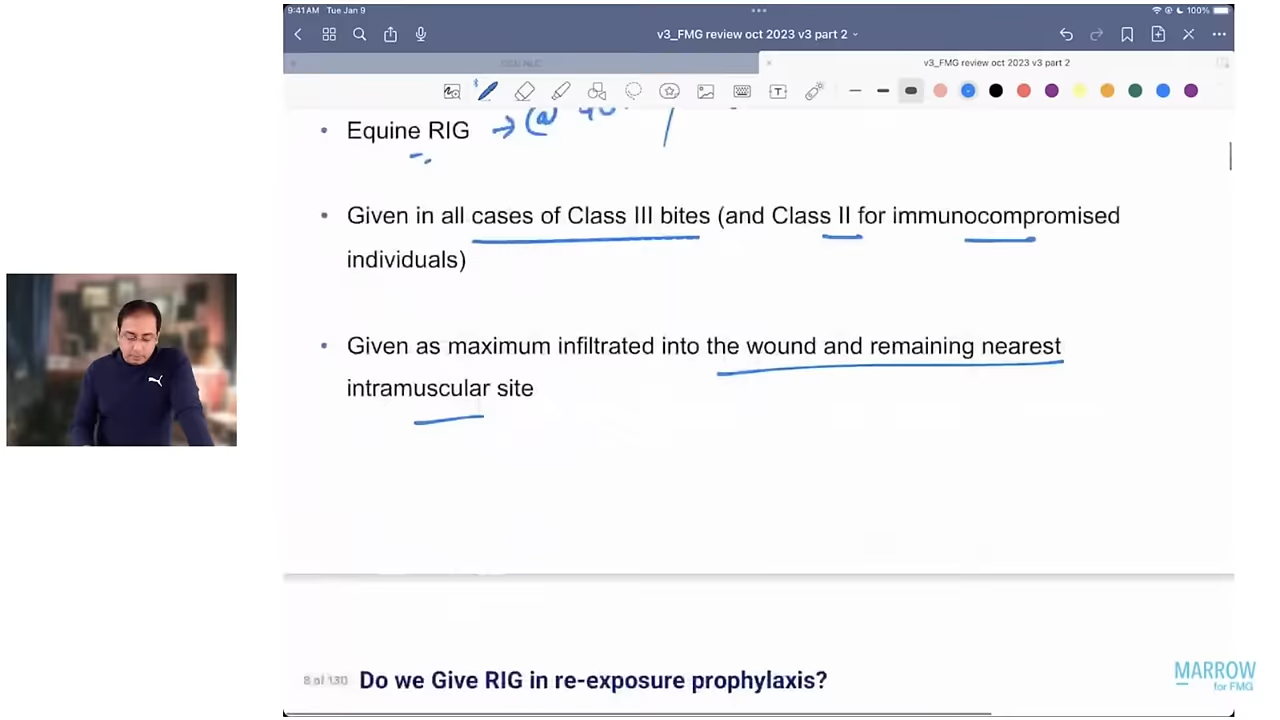 9:41AM Tue Jan 9
100%
v3_FMG review oct 2023 v3 part 2
v3_FMG review oct 2023 v3 part 2
• Equine RIG → @ 40
• Given in all cases of Class III bites (and Class II for immunocompromised
individuals)
• Given as maximum infiltrated into the wound and remaining nearest
intramuscular site
8 of 130 Do we Give RIG in re-exposure prophylaxis?
MARROW
for FMG